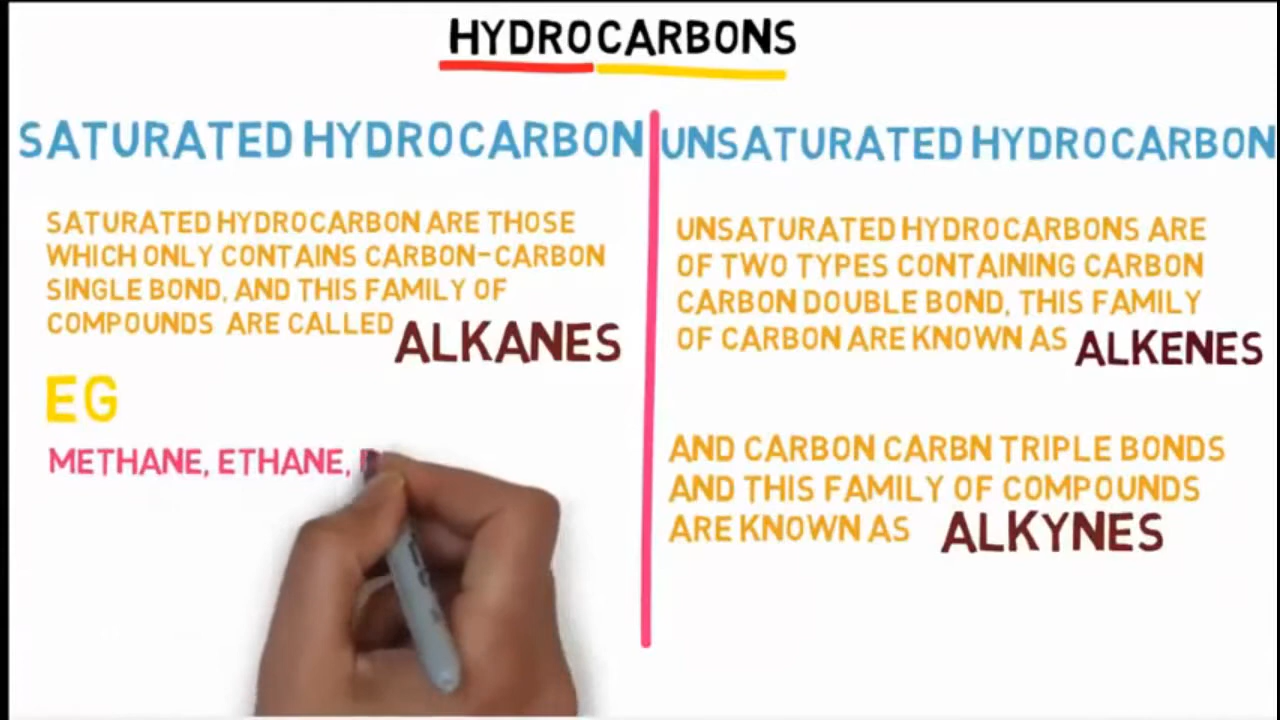 HYDROCARBONS
SATURATED HYDROCARBON
SATURATED HYDROCARBON ARE THOSE
WHICH ONLY CONTAINS CARBON-CARBON
SINGLE BOND, AND THIS FAMILY OF
COMPOUNDS ARE CALLED ALKANES
EG
METHANE, ETHANE,
UNSATURATED HYDROCARBON
UNSATURATED HYDROCARBONS ARE
OF TWO TYPES CONTAINING CARBON
CARBON DOUBLE BOND, THIS FAMILY
OF CARBON ARE KNOWN AS ALKENES
AND CARBON CARBN TRIPLE BONDS
AND THIS FAMILY OF COMPOUNDS
ARE KNOWN AS ALKYNES